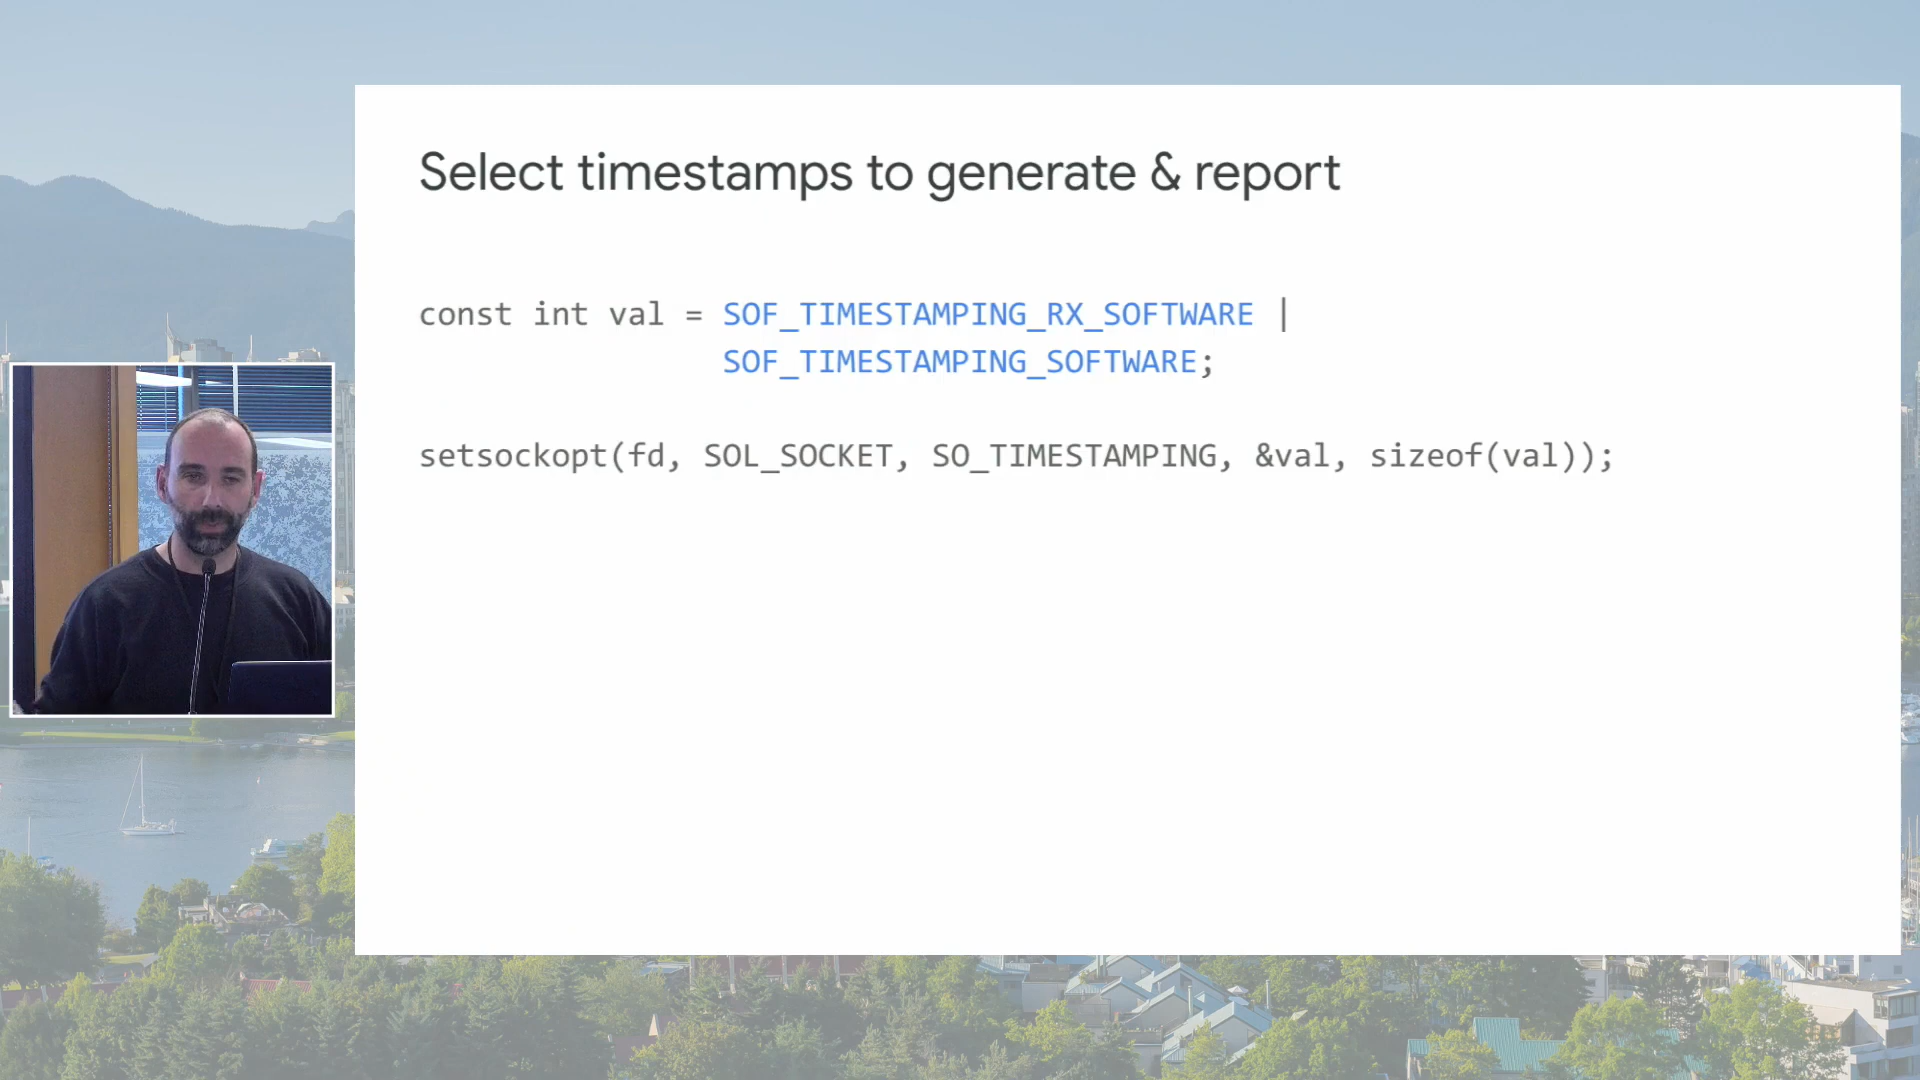 Select timestamps to generate & report
const int val = SOF_TIMESTAMPING_RX_SOFTWARE |
SOF_TIMESTAMPING_SOFTWARE;
setsockopt(fd, SOL_SOCKET, SO_TIMESTAMPING, &val, sizeof(val));